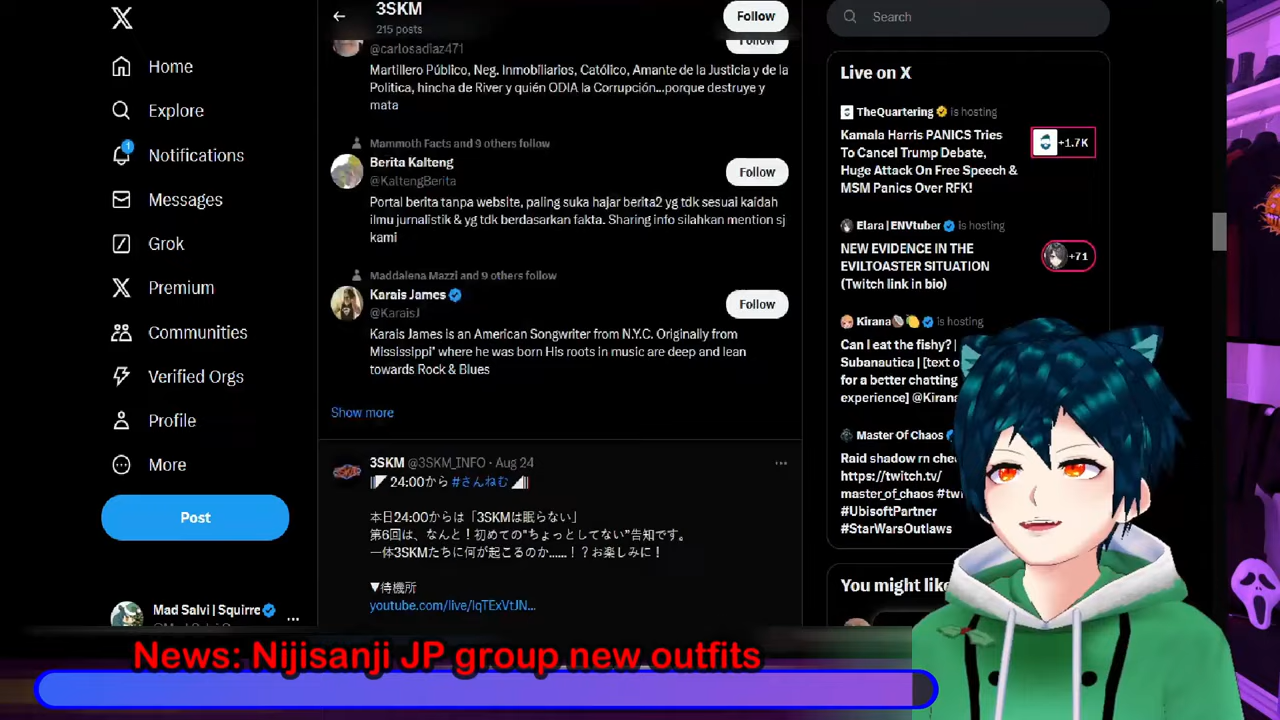 Home
Explore
1
Notifications
Messages
Grok
Premium
Communities
Verified Orgs
Profile
More
Post
Mad Salvi | Squirre
...
3SKM
215 posts
Follow
@carlosadiaz471
Follow
Martillero Público, Neg. Inmobiliarios, Católico, Amante de la Justicia y de la
Politica, hincha de River y quién ODIA la Corrupción...porque destruye y
mata
Mammoth Facts and 9 others follow
Berita Kalteng
@KaltengBerita
Follow
Portal berita tanpa website, paling suka hajar berita2 yg tdk sesuai kaidah
ilmu jurnalistik & yg tdk berdasarkan fakta. Sharing info silahkan mention sj
kami
Maddalena Mazzi and 9 others follow
Karais James
@KaraisJ
Follow
Karais James is an American Songwriter from N.Y.C. Originally from
Mississippi" where he was born His roots in music are deep and lean
towards Rock & Blues
Show more
3SKM @3SKM_INFO · Aug 24
24:00から #さんねむ
本日24:00からは「3SKMは眠らない」
第6回は、なんと!初めての"ちょっとしてない"告知です。
一体3SKMたちに何が起こるのか......!?お楽しみに!
▼待機所
youtube.com/live/IqTExVtJN...
Search
Live on X
TheQuartering is hosting
Kamala Harris PANICS Tries
To Cancel Trump Debate,
Huge Attack On Free Speech &
MSM Panics Over RFK!
+1.7K
Elara | ENVtuber is hosting
NEW EVIDENCE IN THE
EVILTOASTER SITUATION
(Twitch link in bio)
+71
Kirana is hosting
Can I eat the fishy? |
Subanautica | [text o
for a better chatting
experience] @Kirana
Master Of Chaos
Raid shadow rn che
https://twitch.tv/
master_of_chaos #tw
#UbisoftPartner
#StarWarsOutlaws
You might like
News: Nijisanji JP group new outfits